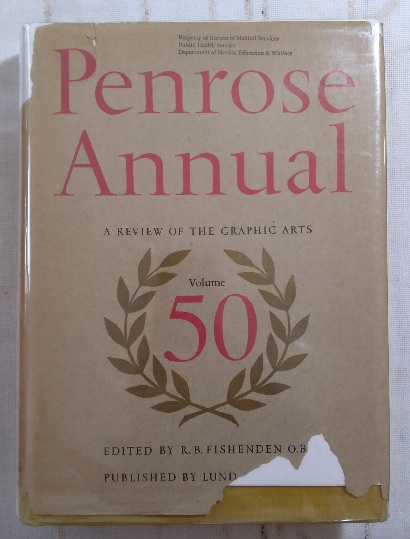 Property of Bureau of Medical Services
Public Health Service
Department of Health, Education & Welfare
Penrose
Annual
A REVIEW OF THE GRAPHIC ARTS
Volume
50
EDITED BY R. B. FISHENDEN O.B
PUBLISHED BY LUND